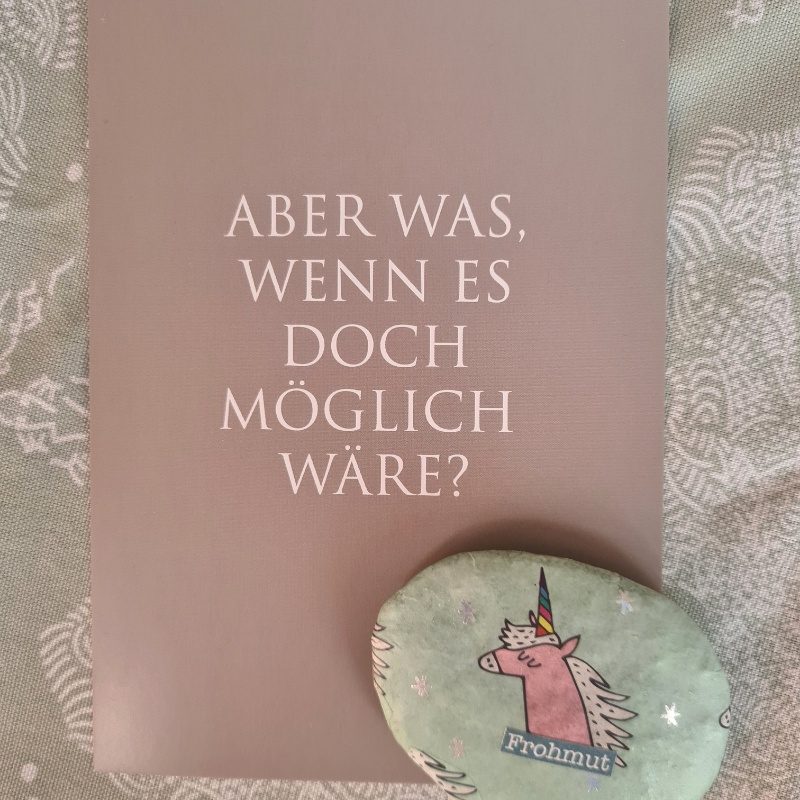 ABER WAS,
WENN ES
DOCH
MÖGLICH
WÄRE?
Frohmut